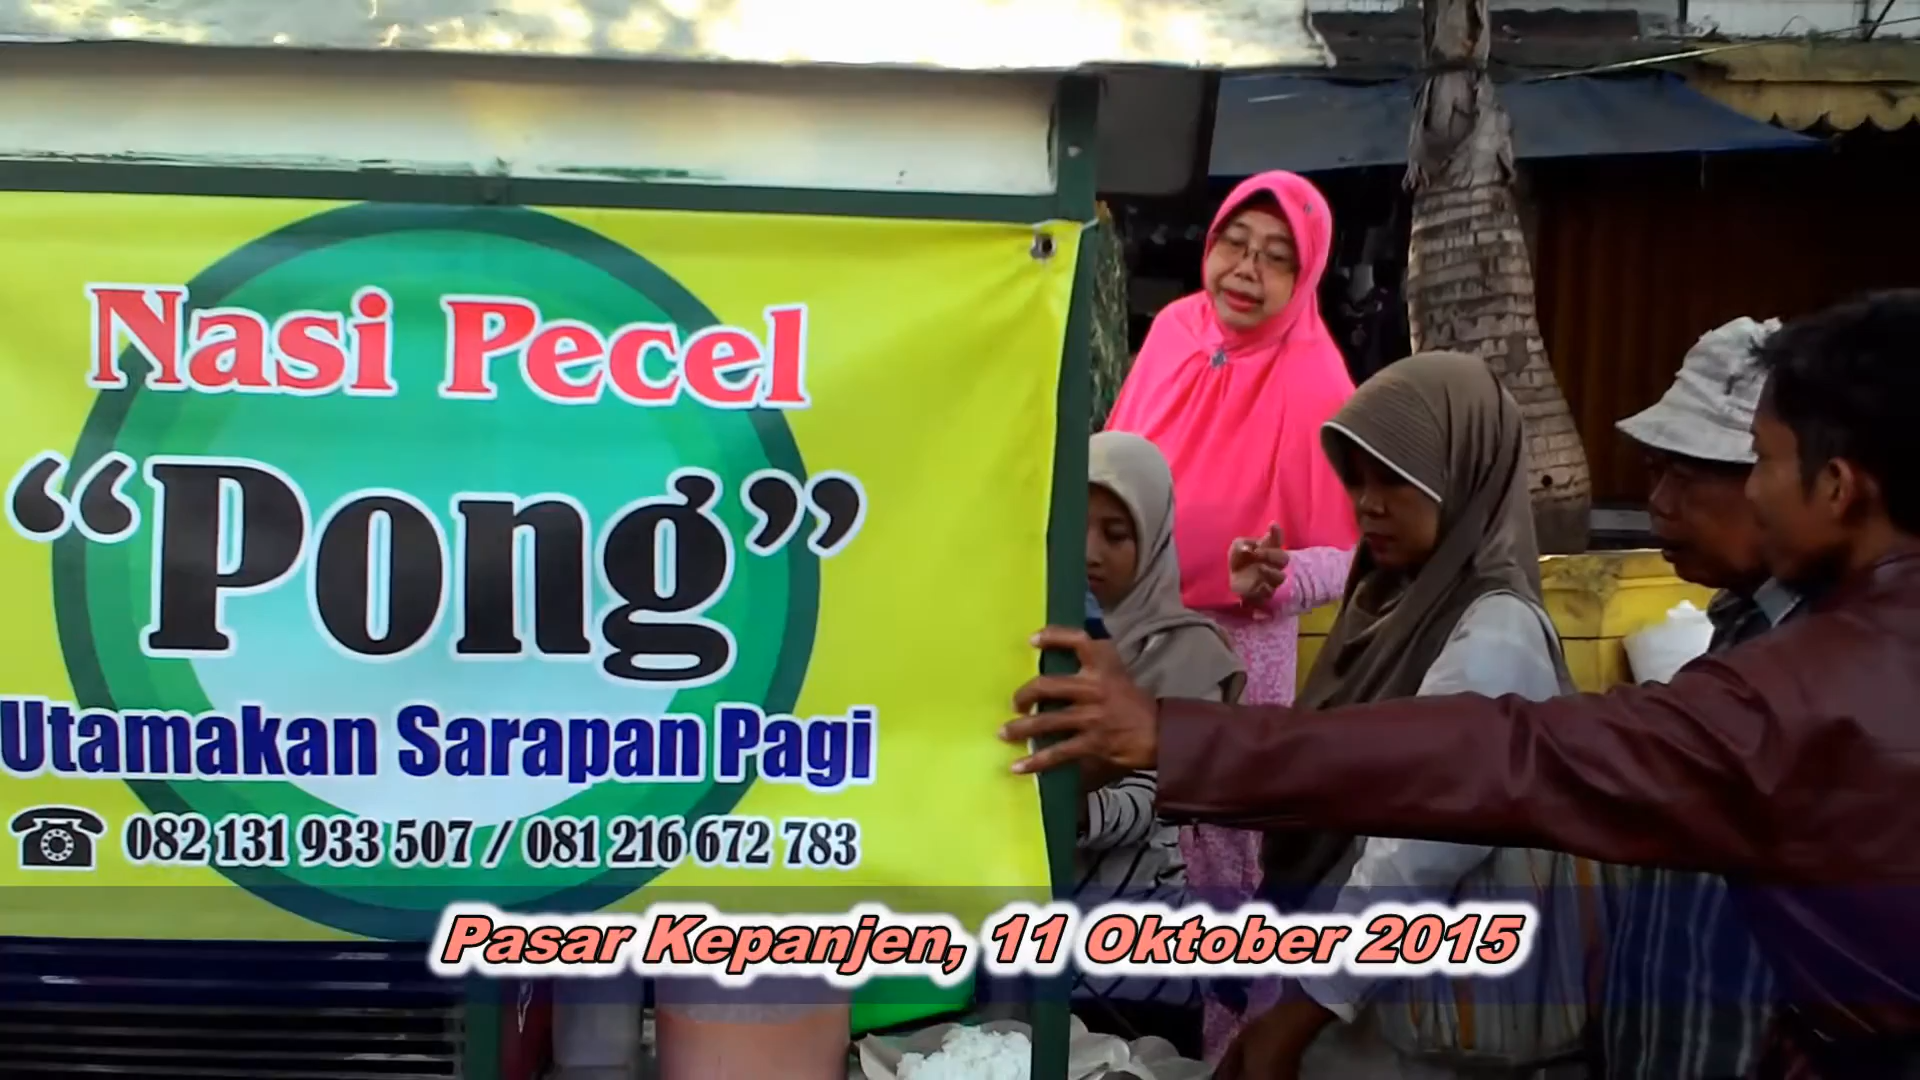 Nasi Pecel
“Pong”
Utamakan Sarapan Pagi
☎ 082 131 933 507 / 081 216 672 783
Pasar Kepanjen, 11 Oktober 2015